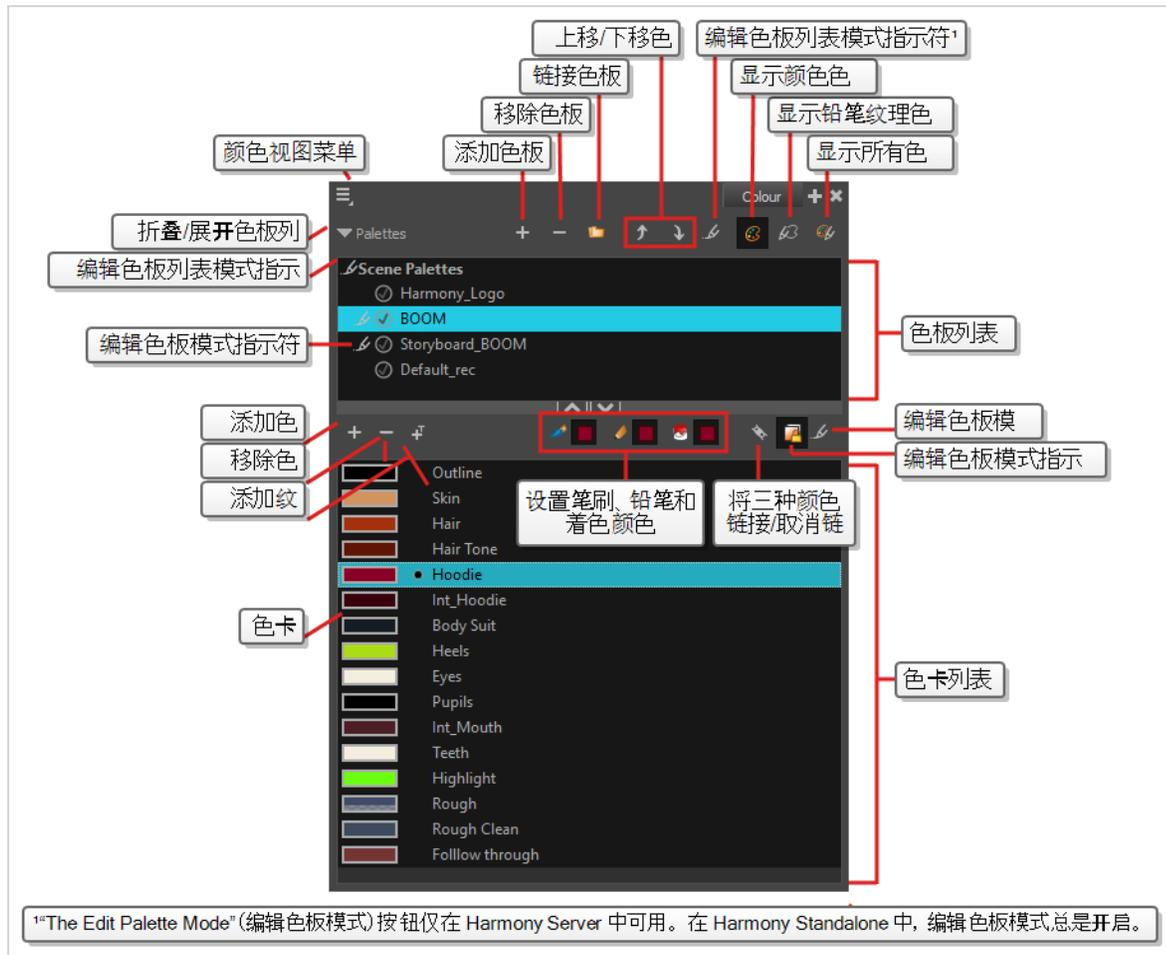 上移/下移色
编辑色板列表模式指示符¹
链接色板
显示颜色色
移除色板
显示铅笔纹理色
颜色视图菜单
添加色板
显示所有色
Colour
折叠/展开色板列
Palettes
编辑色板列表模式指示
Scene Palettes
Harmony_Logo
BOOM
编辑色板模式指示符
Storyboard_BOOM
色板列表
Default_rec
添加色
编辑色板模
移除色
编辑色板模式指示
添加纹
Outline
Skin
设置笔刷、铅笔和
着色颜色
将三种颜色
链接/取消链
Hair
Hair Tone
Hoodie
Int_Hoodie
色卡
Body Suit
Heels
Eyes
色卡列表
Pupils
Int_Mouth
Teeth
Highlight
Rough
Rough Clean
Folllow through
¹“The Edit Palette Mode”(编辑色板模式)按钮仅在 Harmony Server 中可用。在 Harmony Standalone 中, 编辑色板模式总是开启。